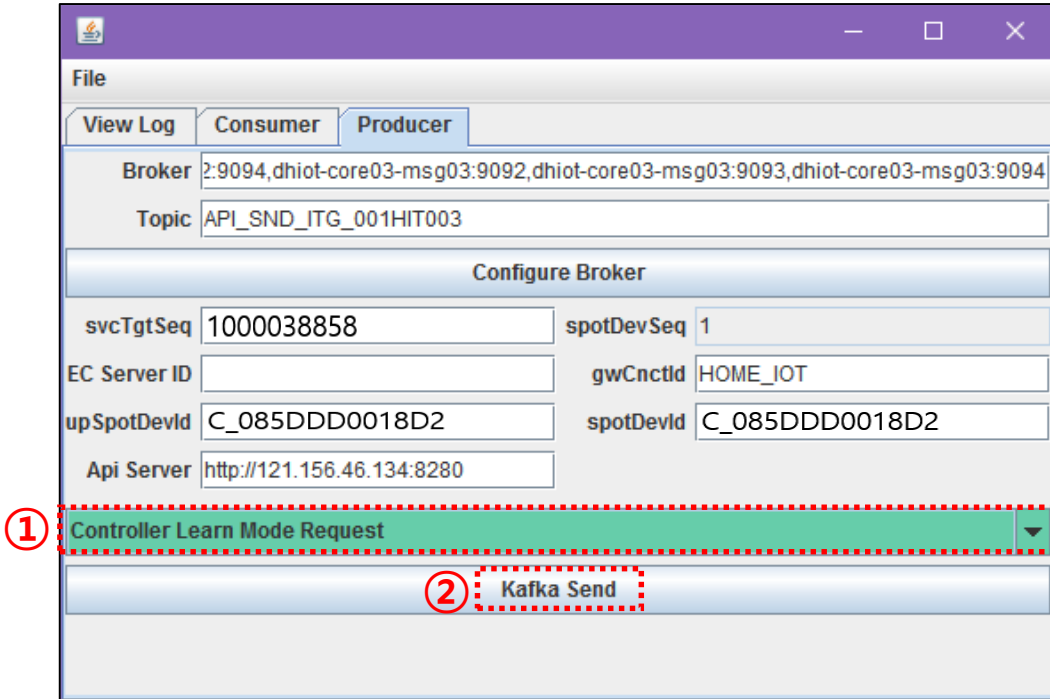 File
View Log Consumer Producer
Broker 2:9094,dhiot-core03-msg03:9092,dhiot-core03-msg03:9093,dhiot-core03-msg03:9094
Topic API_SND_ITG_001HIT003
Configure Broker
svcTgtSeq 1000038858 spotDevSeq 1
EC Server ID gwCnctId HOME_IOT
upSpotDevId C_085DDD0018D2 spotDevId C_085DDD0018D2
Api Server http://121.156.46.134:8280
① Controller Learn Mode Request
② Kafka Send